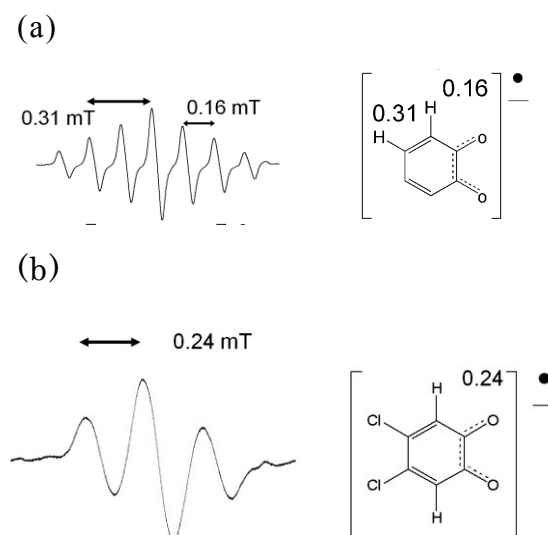 (a)
0.31 mT
0.16 mT
0.16
0.31 H
H
O
O
(b)
0.24 mT
0.24
H
Cl
O
Cl
O
H